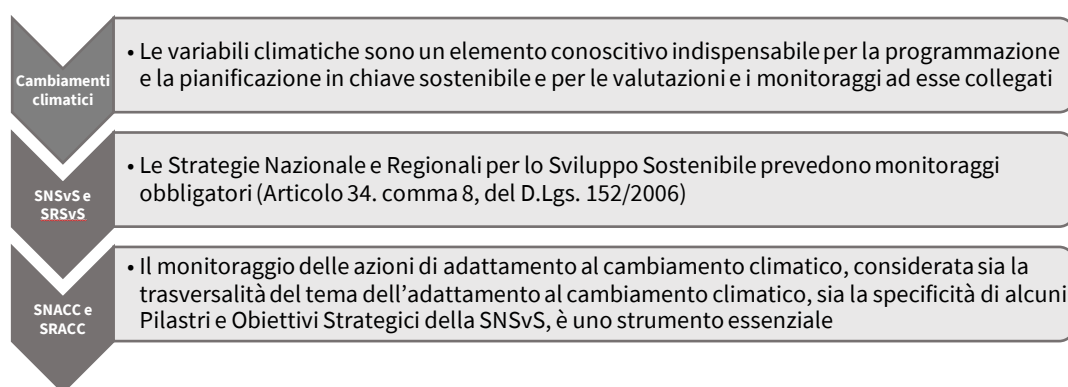 Cambiamenti
climatici
• Le variabili climatiche sono un elemento conoscitivo indispensabile per la programmazione
e la pianificazione in chiave sostenibile e per le valutazioni e i monitoraggi ad esse collegati
SNSvS e
SRSvS
• Le Strategie Nazionale e Regionali per lo Sviluppo Sostenibile prevedono monitoraggi
obbligatori (Articolo 34. comma 8, del D.Lgs. 152/2006)
SNACC e
SRACC
• Il monitoraggio delle azioni di adattamento al cambiamento climatico, considerata sia la
trasversalità del tema dell'adattamento al cambiamento climatico, sia la specificità di alcuni
Pilastri e Obiettivi Strategici della SNSvS, è uno strumento essenziale